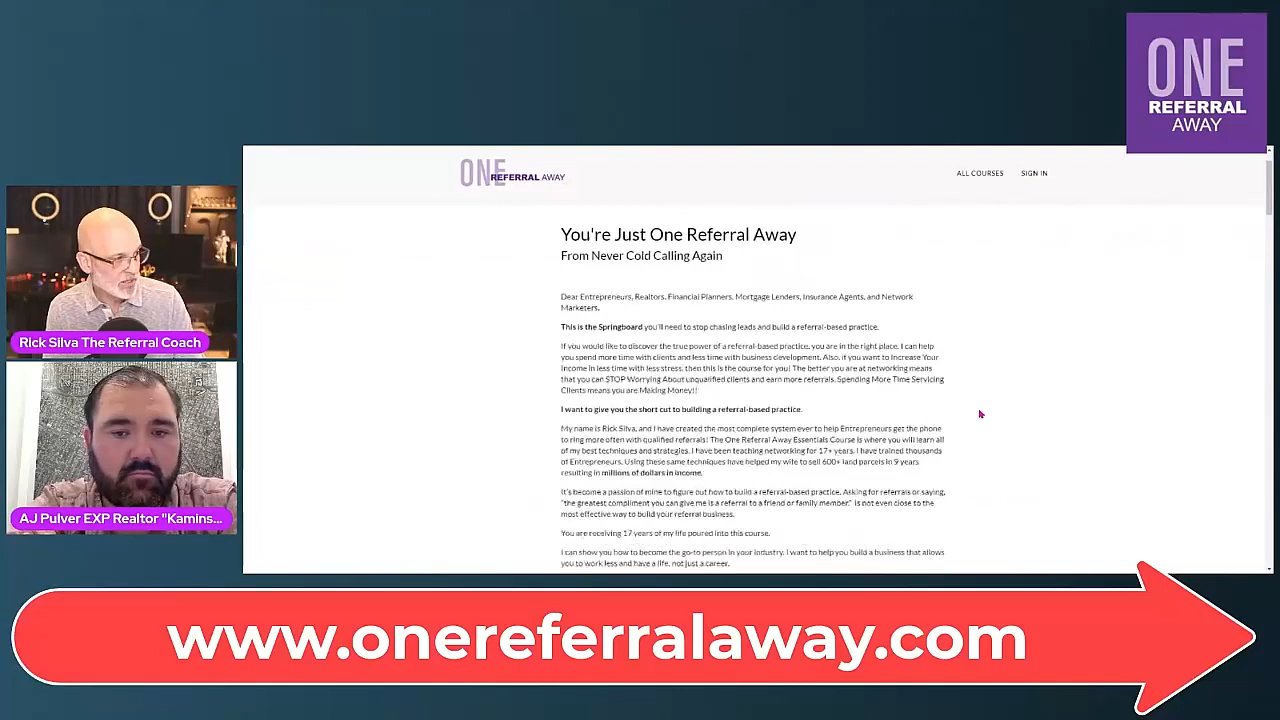 ONE
REFERRAL
AWAY
ONE REFERRAL AWAY
ALL COURSES SIGN IN
You're Just One Referral Away
From Never Cold Calling Again
Dear Entrepreneurs, Realtors, Financial Planners, Mortgage Lenders, Insurance Agents, and Network
Marketers,
This is the Springboard you'll need to stop chasing leads and build a referral-based practice.
If you would like to discover the true power of a referral-based practice, you are in the right place. I can help
you spend more time with clients and less time with business development. Also, if you want to Increase Your
Income in less time with less stress, then this is the course for you! The better you are at networking means
that you can STOP Worrying About unqualified clients and earn more referrals. Spending More Time Servicing
Clients means you are Making Money!!
I want to give you the short cut to building a referral-based practice.
My name is Rick Silva, and I have created the most complete system ever to help Entrepreneurs get the phone
to ring more often with qualified referrals! The One Referral Away Essentials Course is where you will learn all
of my best techniques and strategies. I have been teaching networking for 17+ years. I have trained thousands
of Entrepreneurs. Using these same techniques have helped my wife to sell 600+ land parcels in 9 years
resulting in millions of dollars in income.
It's become a passion of mine to figure out how to build a referral-based practice. Asking for referrals or saying,
"the greatest compliment you can give me is a referral to a friend or family member." is not even close to the
most effective way to build your referral business.
You are receiving 17 years of my life poured into this course.
I can show you how to become the go-to person in your industry. I want to help you build a business that allows
you to work less and have a life, not just a career.
Rick Silva The Referral Coach
AJ Pulver EXP Realtor "Kamins...
www.onereferralaway.com